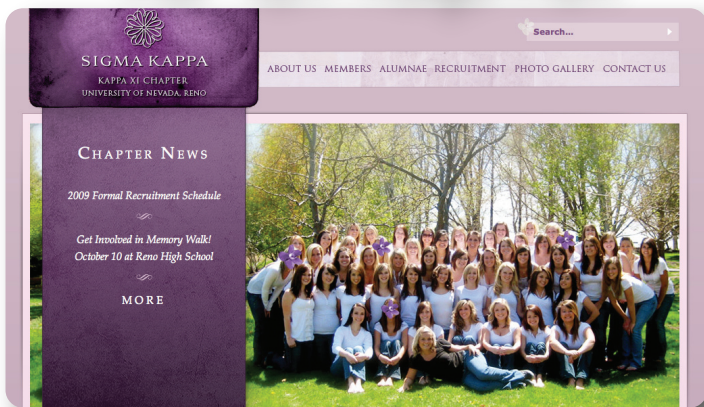 Search...
SIGMA KAPPA
KAPPA XI CHAPTER
UNIVERSITY OF NEVADA, RENO
ABOUT US MEMBERS ALUMNAE RECRUITMENT PHOTO GALLERY CONTACT US
CHAPTER NEWS
2009 Formal Recruitment Schedule
Get Involved in Memory Walk!
October 10 at Reno High School
MORE